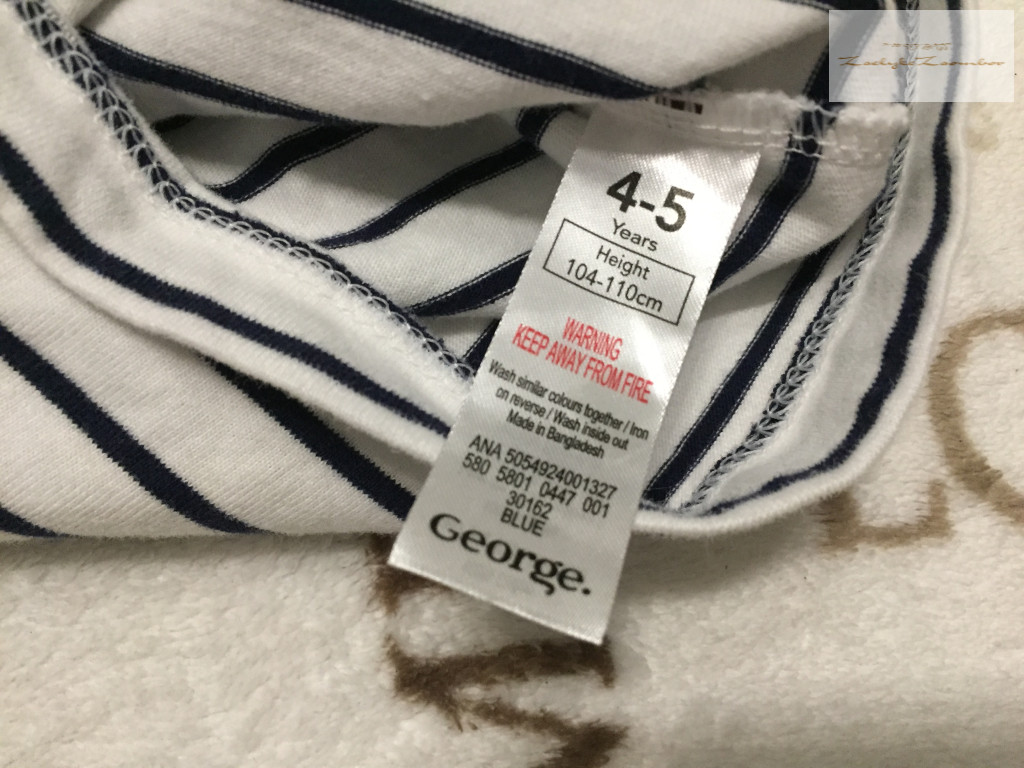 4-5
Years
Height
104-110cm
WARNING
KEEP AWAY FROM FIRE
Wash similar colours together / Iron
on reverse / Wash inside out
Made in Bangladesh
ANA 5054924001327
580 5801 0447 001
30162
BLUE
George.